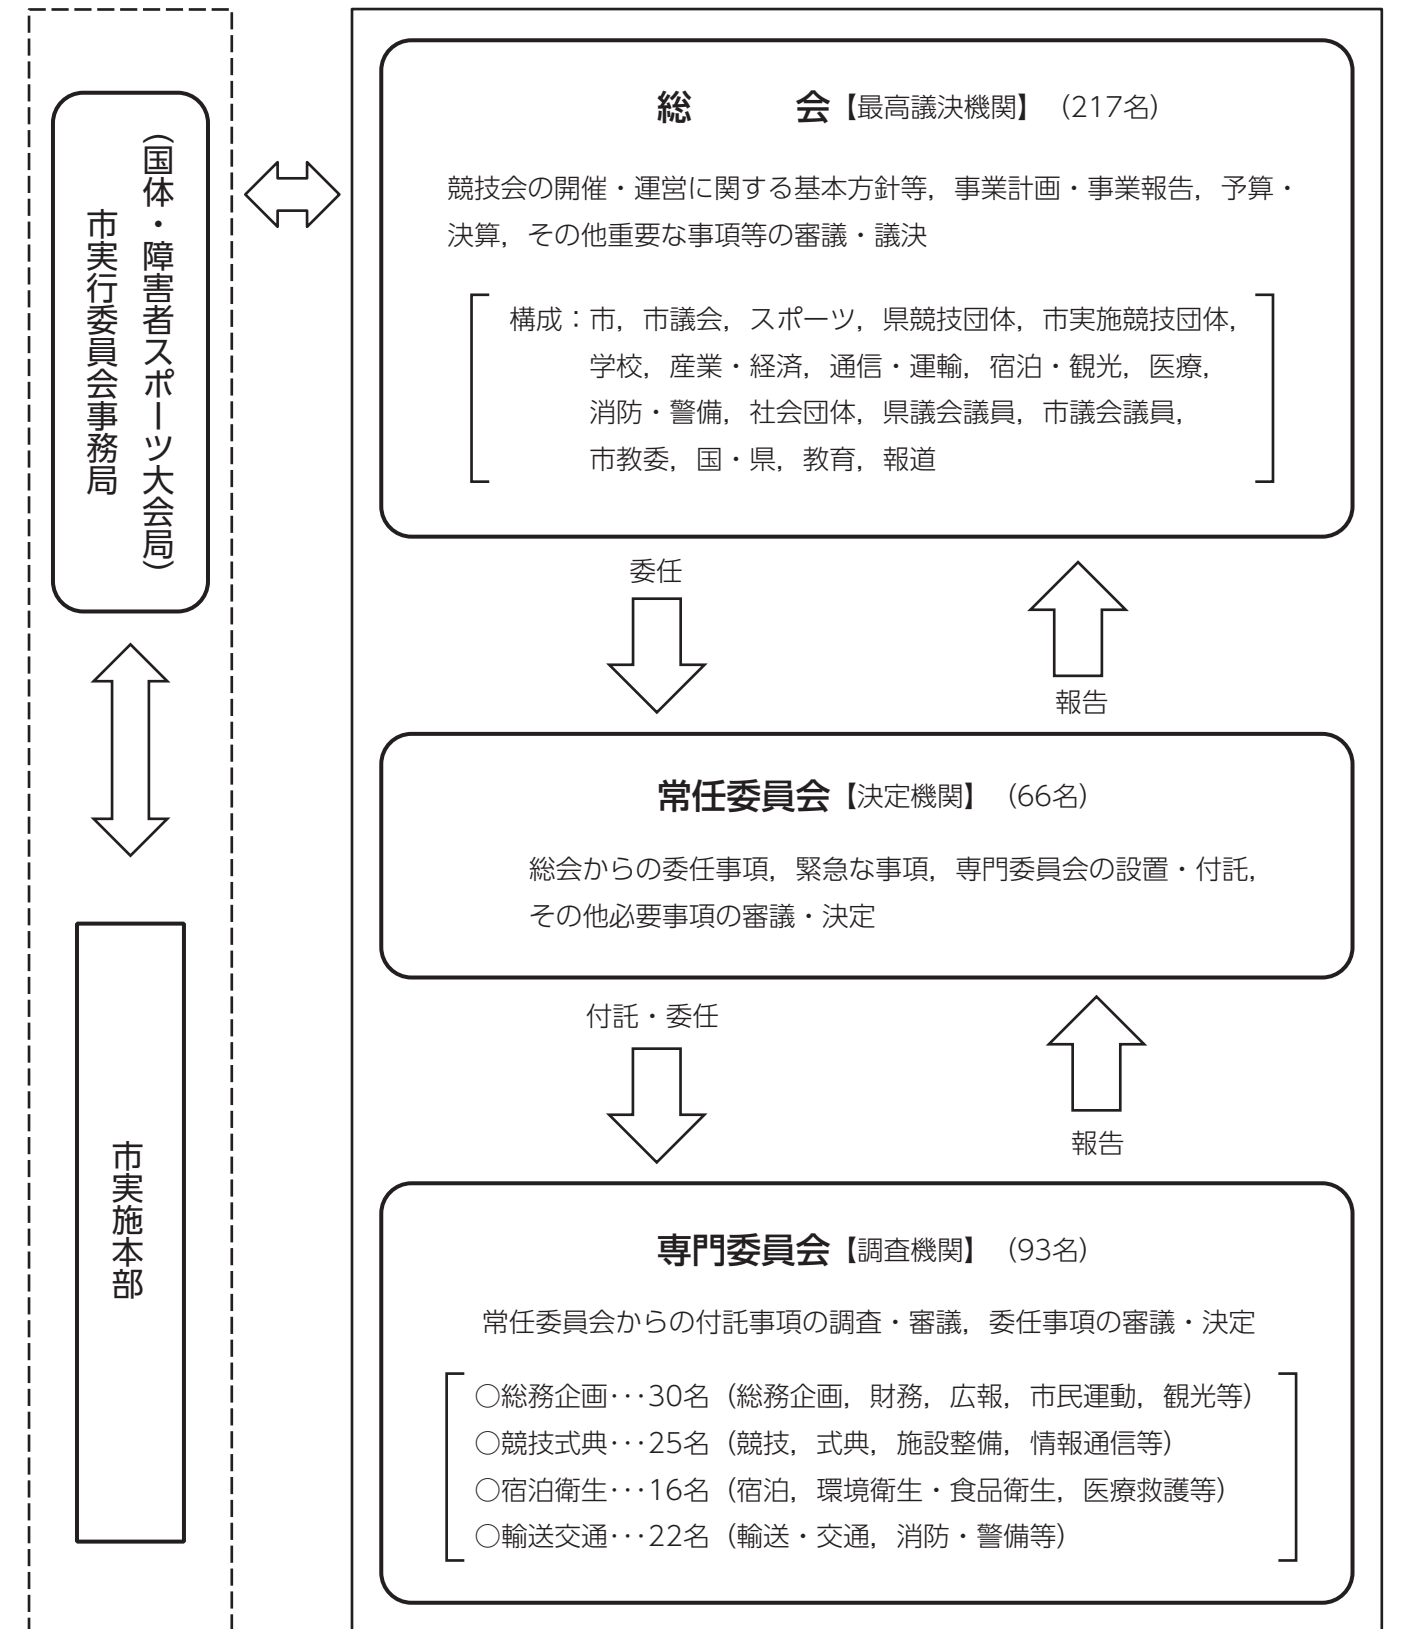 （国体・障害者スポーツ大会局）
市実行委員会事務局
市実施本部
総　　会【最高議決機関】（217名）
競技会の開催・運営に関する基本方針等，事業計画・事業報告，予算・
決算，その他重要な事項等の審議・議決
構成：市，市議会，スポーツ，県競技団体，市実施競技団体，
学校，産業・経済，通信・運輸，宿泊・観光，医療，
消防・警備，社会団体，県議会議員，市議会議員，
市教委，国・県，教育，報道
委任
報告
常任委員会【決定機関】（66名）
総会からの委任事項，緊急な事項，専門委員会の設置・付託，
その他必要事項の審議・決定
付託・委任
報告
専門委員会【調査機関】（93名）
常任委員会からの付託事項の調査・審議，委任事項の審議・決定
○総務企画･･･30名（総務企画，財務，広報，市民運動，観光等）
○競技式典･･･25名（競技，式典，施設整備，情報通信等）
○宿泊衛生･･･16名（宿泊，環境衛生・食品衛生，医療救護等）
○輸送交通･･･22名（輸送・交通，消防・警備等）